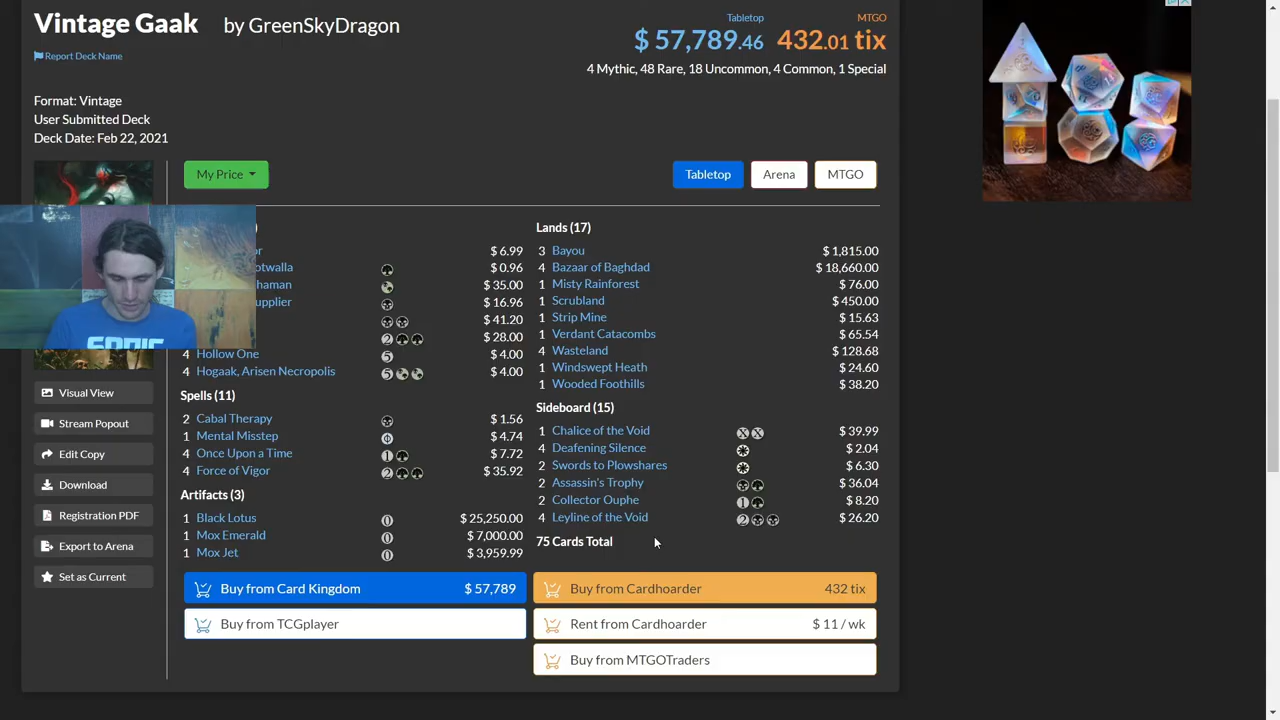 Vintage Gaak by GreenSkyDragon
Report Deck Name
Tabletop
$ 57,789.46
MTGO
432.01 tix
4 Mythic, 48 Rare, 18 Uncommon, 4 Common, 1 Special
Format: Vintage
User Submitted Deck
Deck Date: Feb 22, 2021
My Price
Tabletop Arena MTGO
$ 6.99
$ 0.96
$ 35.00
$ 16.96
$ 41.20
2 $ 28.00
4 Hollow One 5 $ 4.00
4 Hogaak, Arisen Necropolis 5 $ 4.00
Spells (11)
2 Cabal Therapy $ 1.56
1 Mental Misstep $ 4.74
4 Once Upon a Time 1 $ 7.72
4 Force of Vigor 2 $ 35.92
Artifacts (3)
1 Black Lotus 0 $ 25,250.00
1 Mox Emerald 0 $ 7,000.00
1 Mox Jet 0 $ 3,959.99
Lands (17)
3 Bayou $ 1,815.00
4 Bazaar of Baghdad $ 18,660.00
1 Misty Rainforest $ 76.00
1 Scrubland $ 450.00
1 Strip Mine $ 15.63
1 Verdant Catacombs $ 65.54
4 Wasteland $ 128.68
1 Windswept Heath $ 24.60
1 Wooded Foothills $ 38.20
Sideboard (15)
1 Chalice of the Void X X $ 39.99
4 Deafening Silence $ 2.04
2 Swords to Plowshares $ 6.30
2 Assassin's Trophy $ 36.04
2 Collector Ouphe 1 $ 8.20
4 Leyline of the Void 2 $ 26.20
75 Cards Total
Visual View
Stream Popout
Edit Copy
Download
Registration PDF
Export to Arena
Set as Current
Buy from Card Kingdom $ 57,789
Buy from TCGplayer
Buy from Cardhoarder 432 tix
Rent from Cardhoarder $ 11 / wk
Buy from MTGOTraders